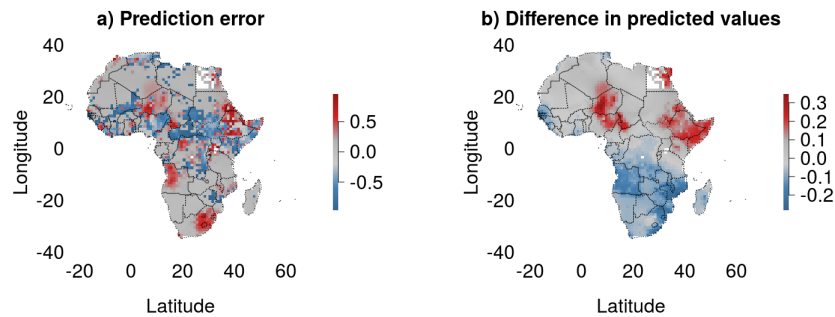 a) Prediction error
40
20
0
-20
-40
Longitude
-20 0 20 40 60
Latitude
0.5
0.0
-0.5
b) Difference in predicted values
40
20
0
-20
-40
Longitude
-20 0 20 40 60
Latitude
0.3
0.2
0.1
0.0
-0.1
-0.2